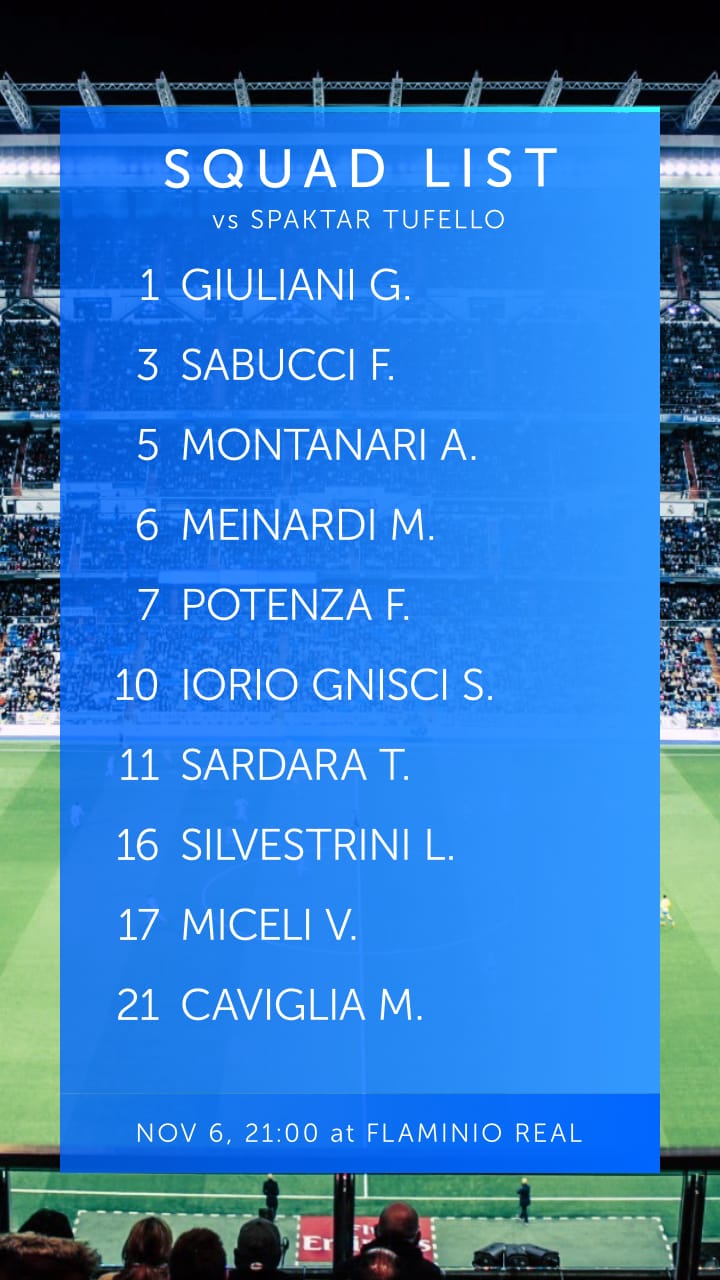 SQUAD LIST
vs SPAKTAR TUFELLO
1 GIULIANI G.
3 SABUCCI F.
5 MONTANARI A.
6 MEINARDI M.
7 POTENZA F.
10 IORIO GNISCI S.
11 SARDARA T.
16 SILVESTRINI L.
17 MICELI V.
21 CAVIGLIA M.
NOV 6, 21:00 at FLAMINIO REAL